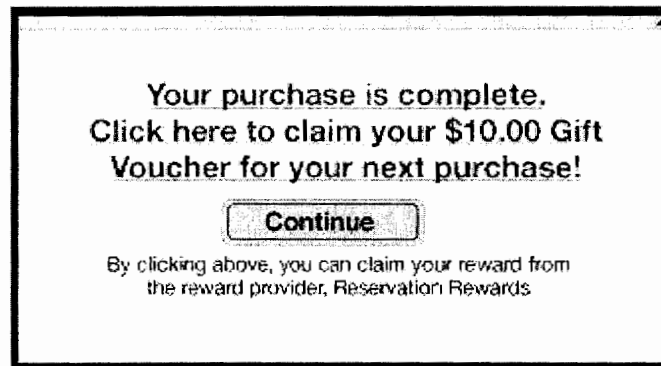 Your purchase is complete.
Click here to claim your $10.00 Gift
Voucher for your next purchase!
Continue
By clicking above, you can claim your reward from
the reward provider, Reservation Rewards